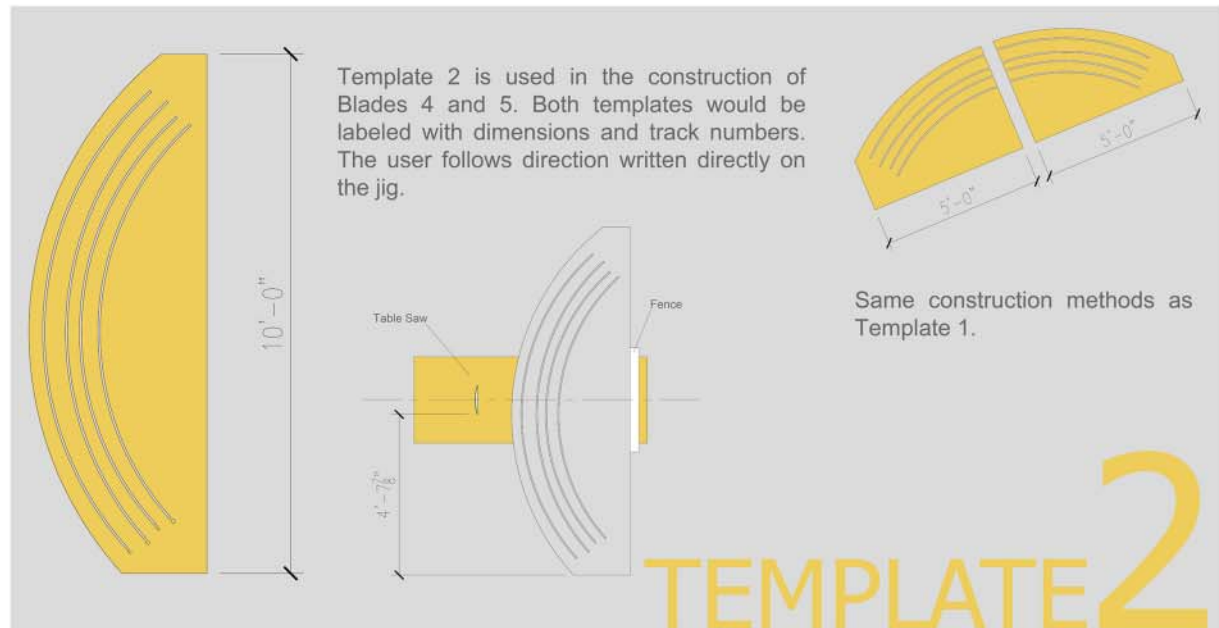 Template 2 is used in the construction of
Blades 4 and 5. Both templates would be
labeled with dimensions and track numbers.
The user follows direction written directly on
the jig.
10'-0"
5'-0"
5'-0"
Same construction methods as
Template 1.
Table Saw
Fence
4'-7⅞"
TEMPLATE 2